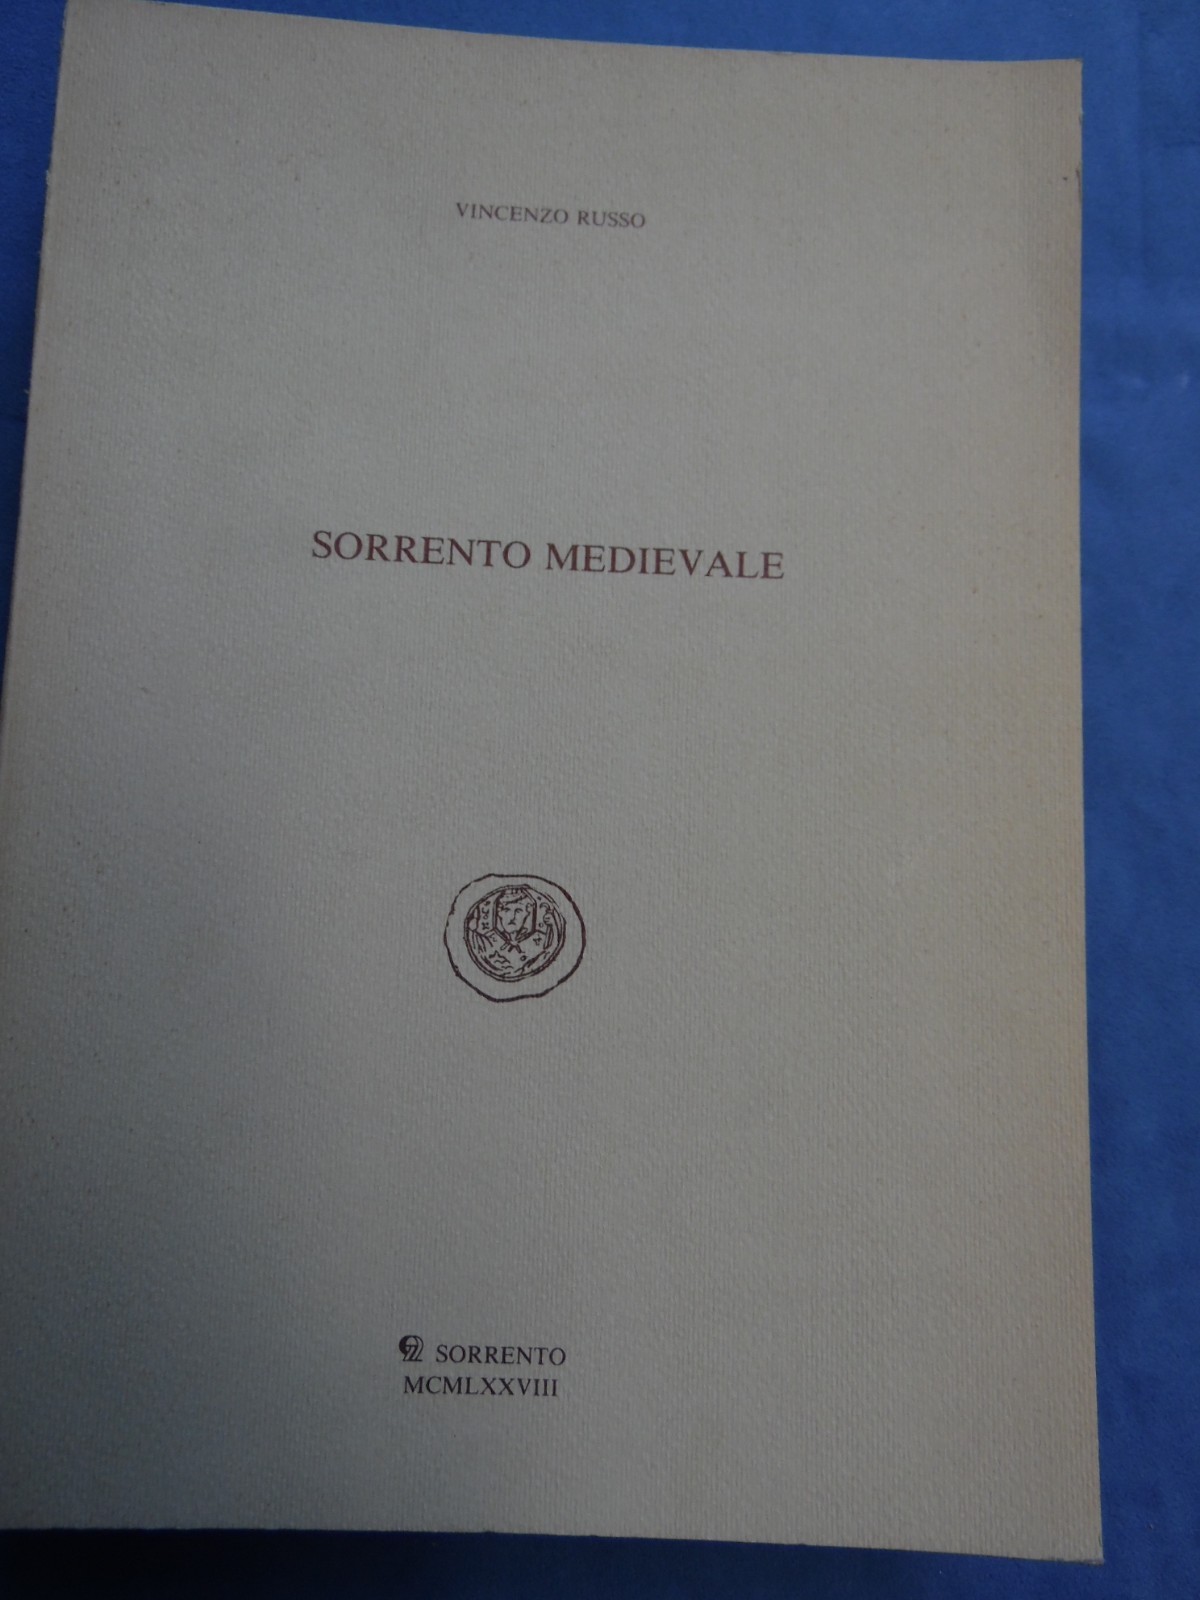 VINCENZO RUSSO
SORRENTO MEDIEVALE
SORRENTO
MCMLXXVIII